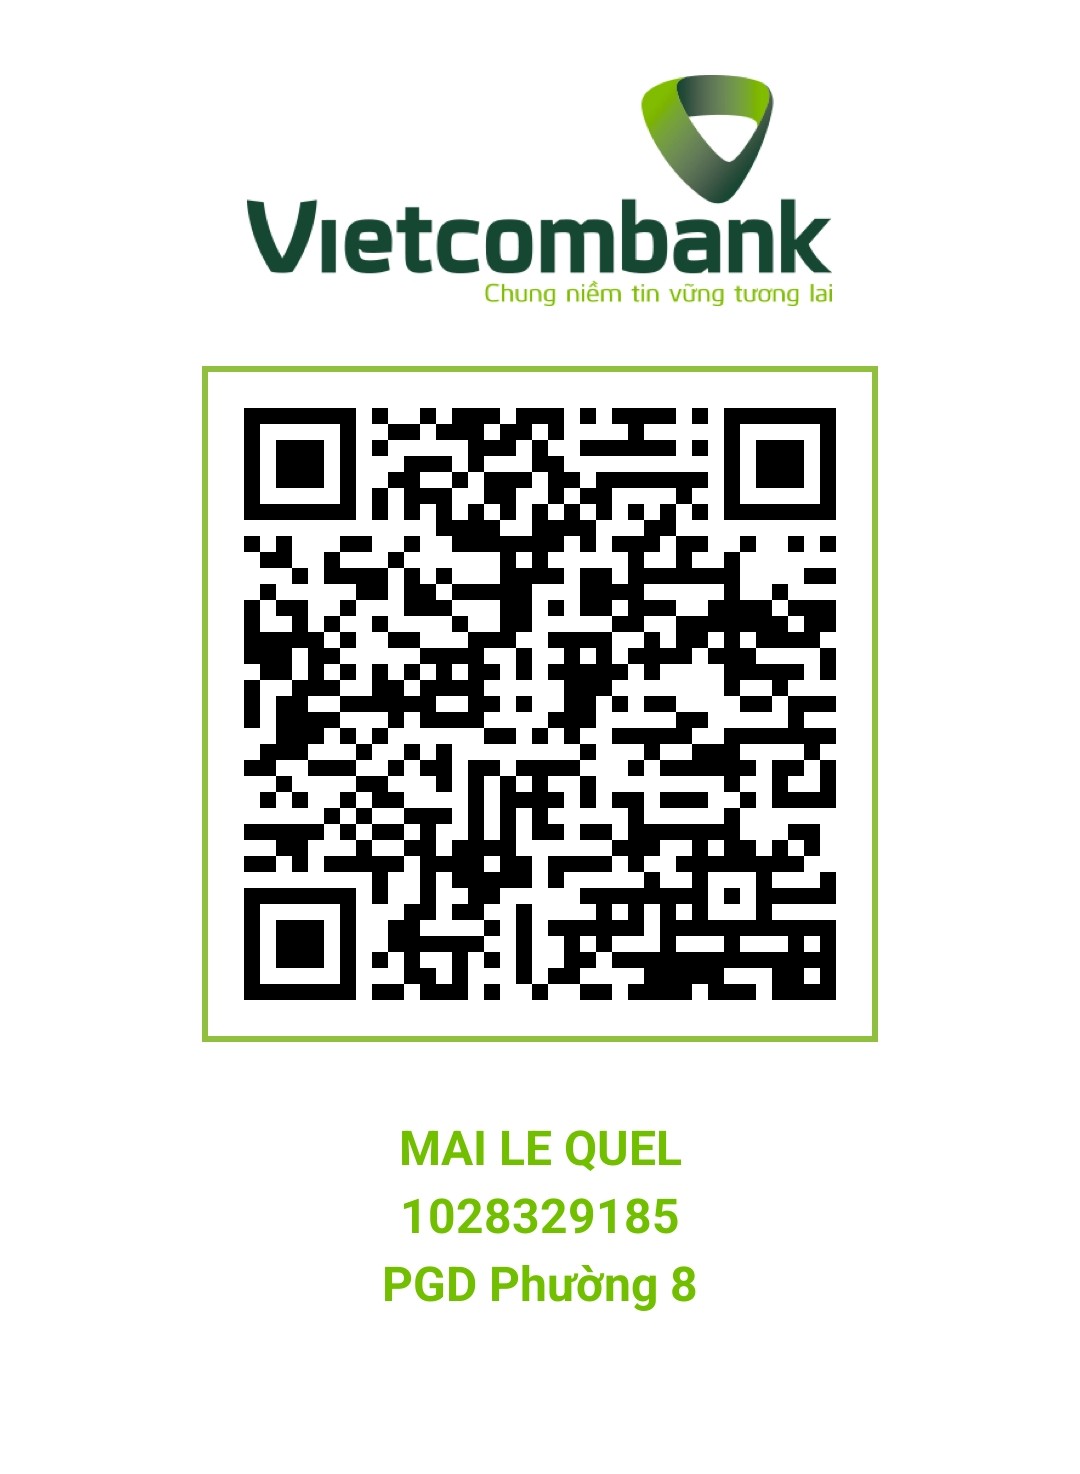 Vietcombank
Chung niềm tin vững tương lai
MAI LE QUEL
1028329185
PGD Phường 8